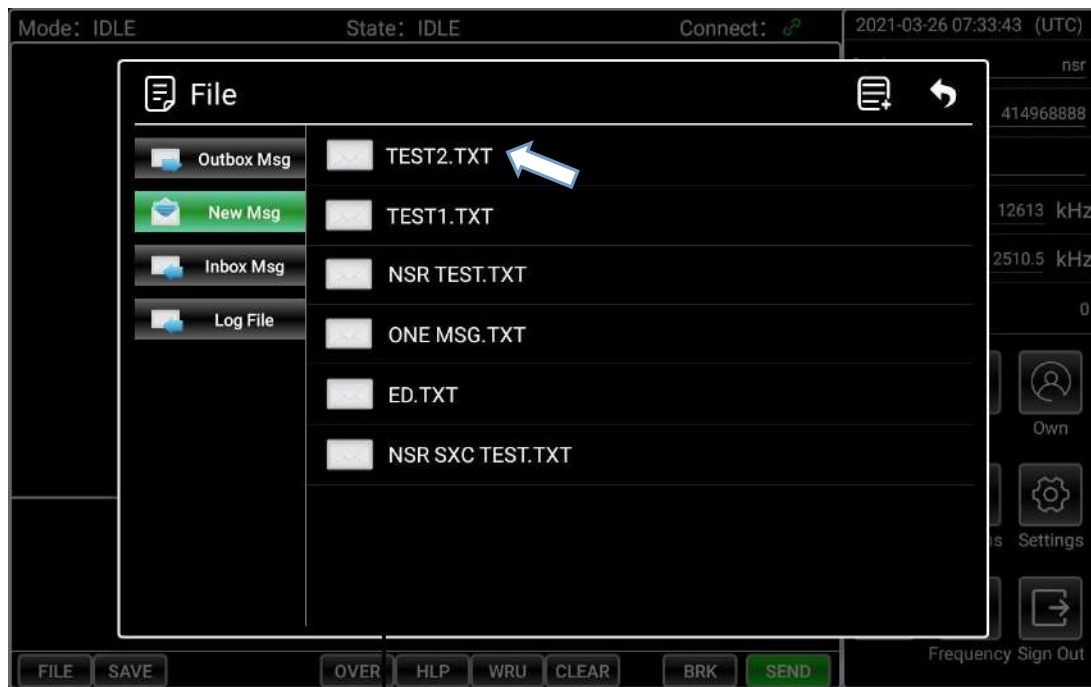 Mode: IDLE State: IDLE Connect: 2021-03-26 07:33:43 (UTC)
nsr
File
414968888
Outbox Msg TEST2.TXT
New Msg TEST1.TXT
12613 kHz
Inbox Msg NSR TEST.TXT
2510.5 kHz
Log File ONE MSG.TXT
0
ED.TXT
Own
NSR SXC TEST.TXT
Settings
Frequency Sign Out
FILE SAVE OVER HLP WRU CLEAR BRK SEND